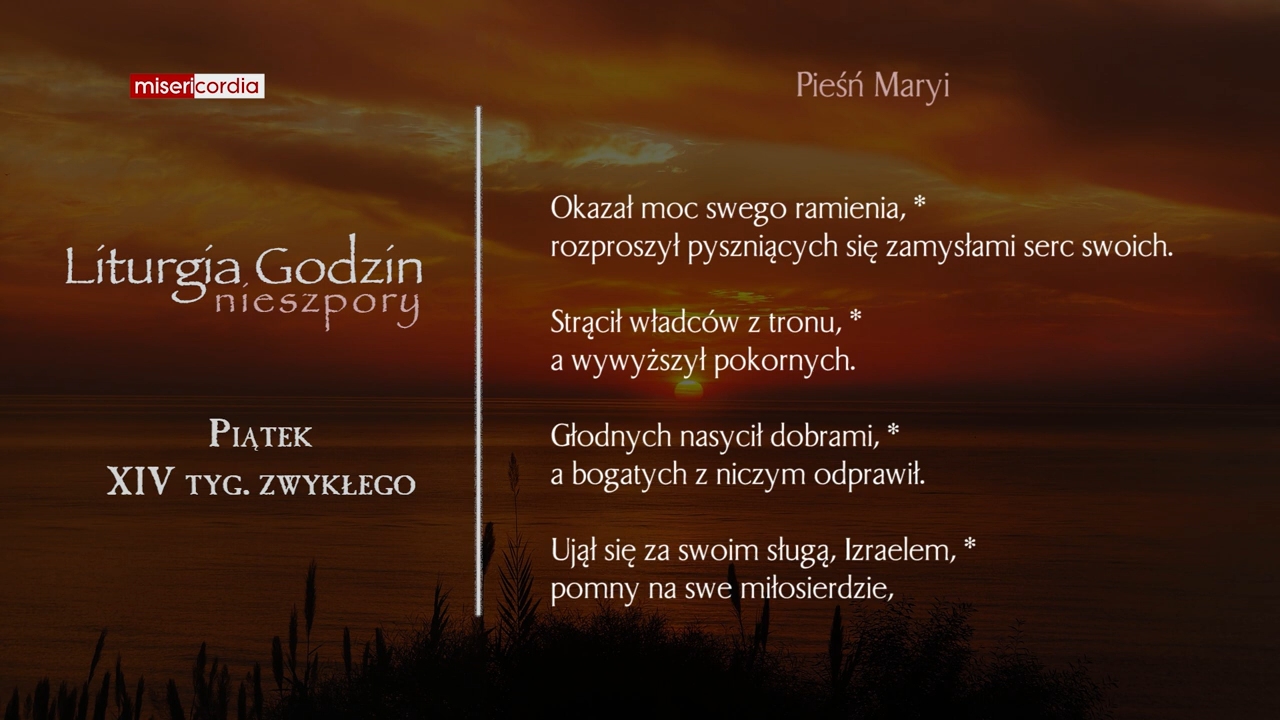 misericordia
Liturgia Godzin
nieszpory
Piątek
XIV tyg. zwykłego
Pieśń Maryi
Okazał moc swego ramienia, *
rozproszył pyszniących się zamysłami serc swoich.
Strącił władców z tronu, *
a wywyższył pokornych.
Głodnych nasycił dobrami, *
a bogatych z niczym odprawił.
Ujął się za swoim sługą, Izraelem, *
pomny na swe miłosierdzie,